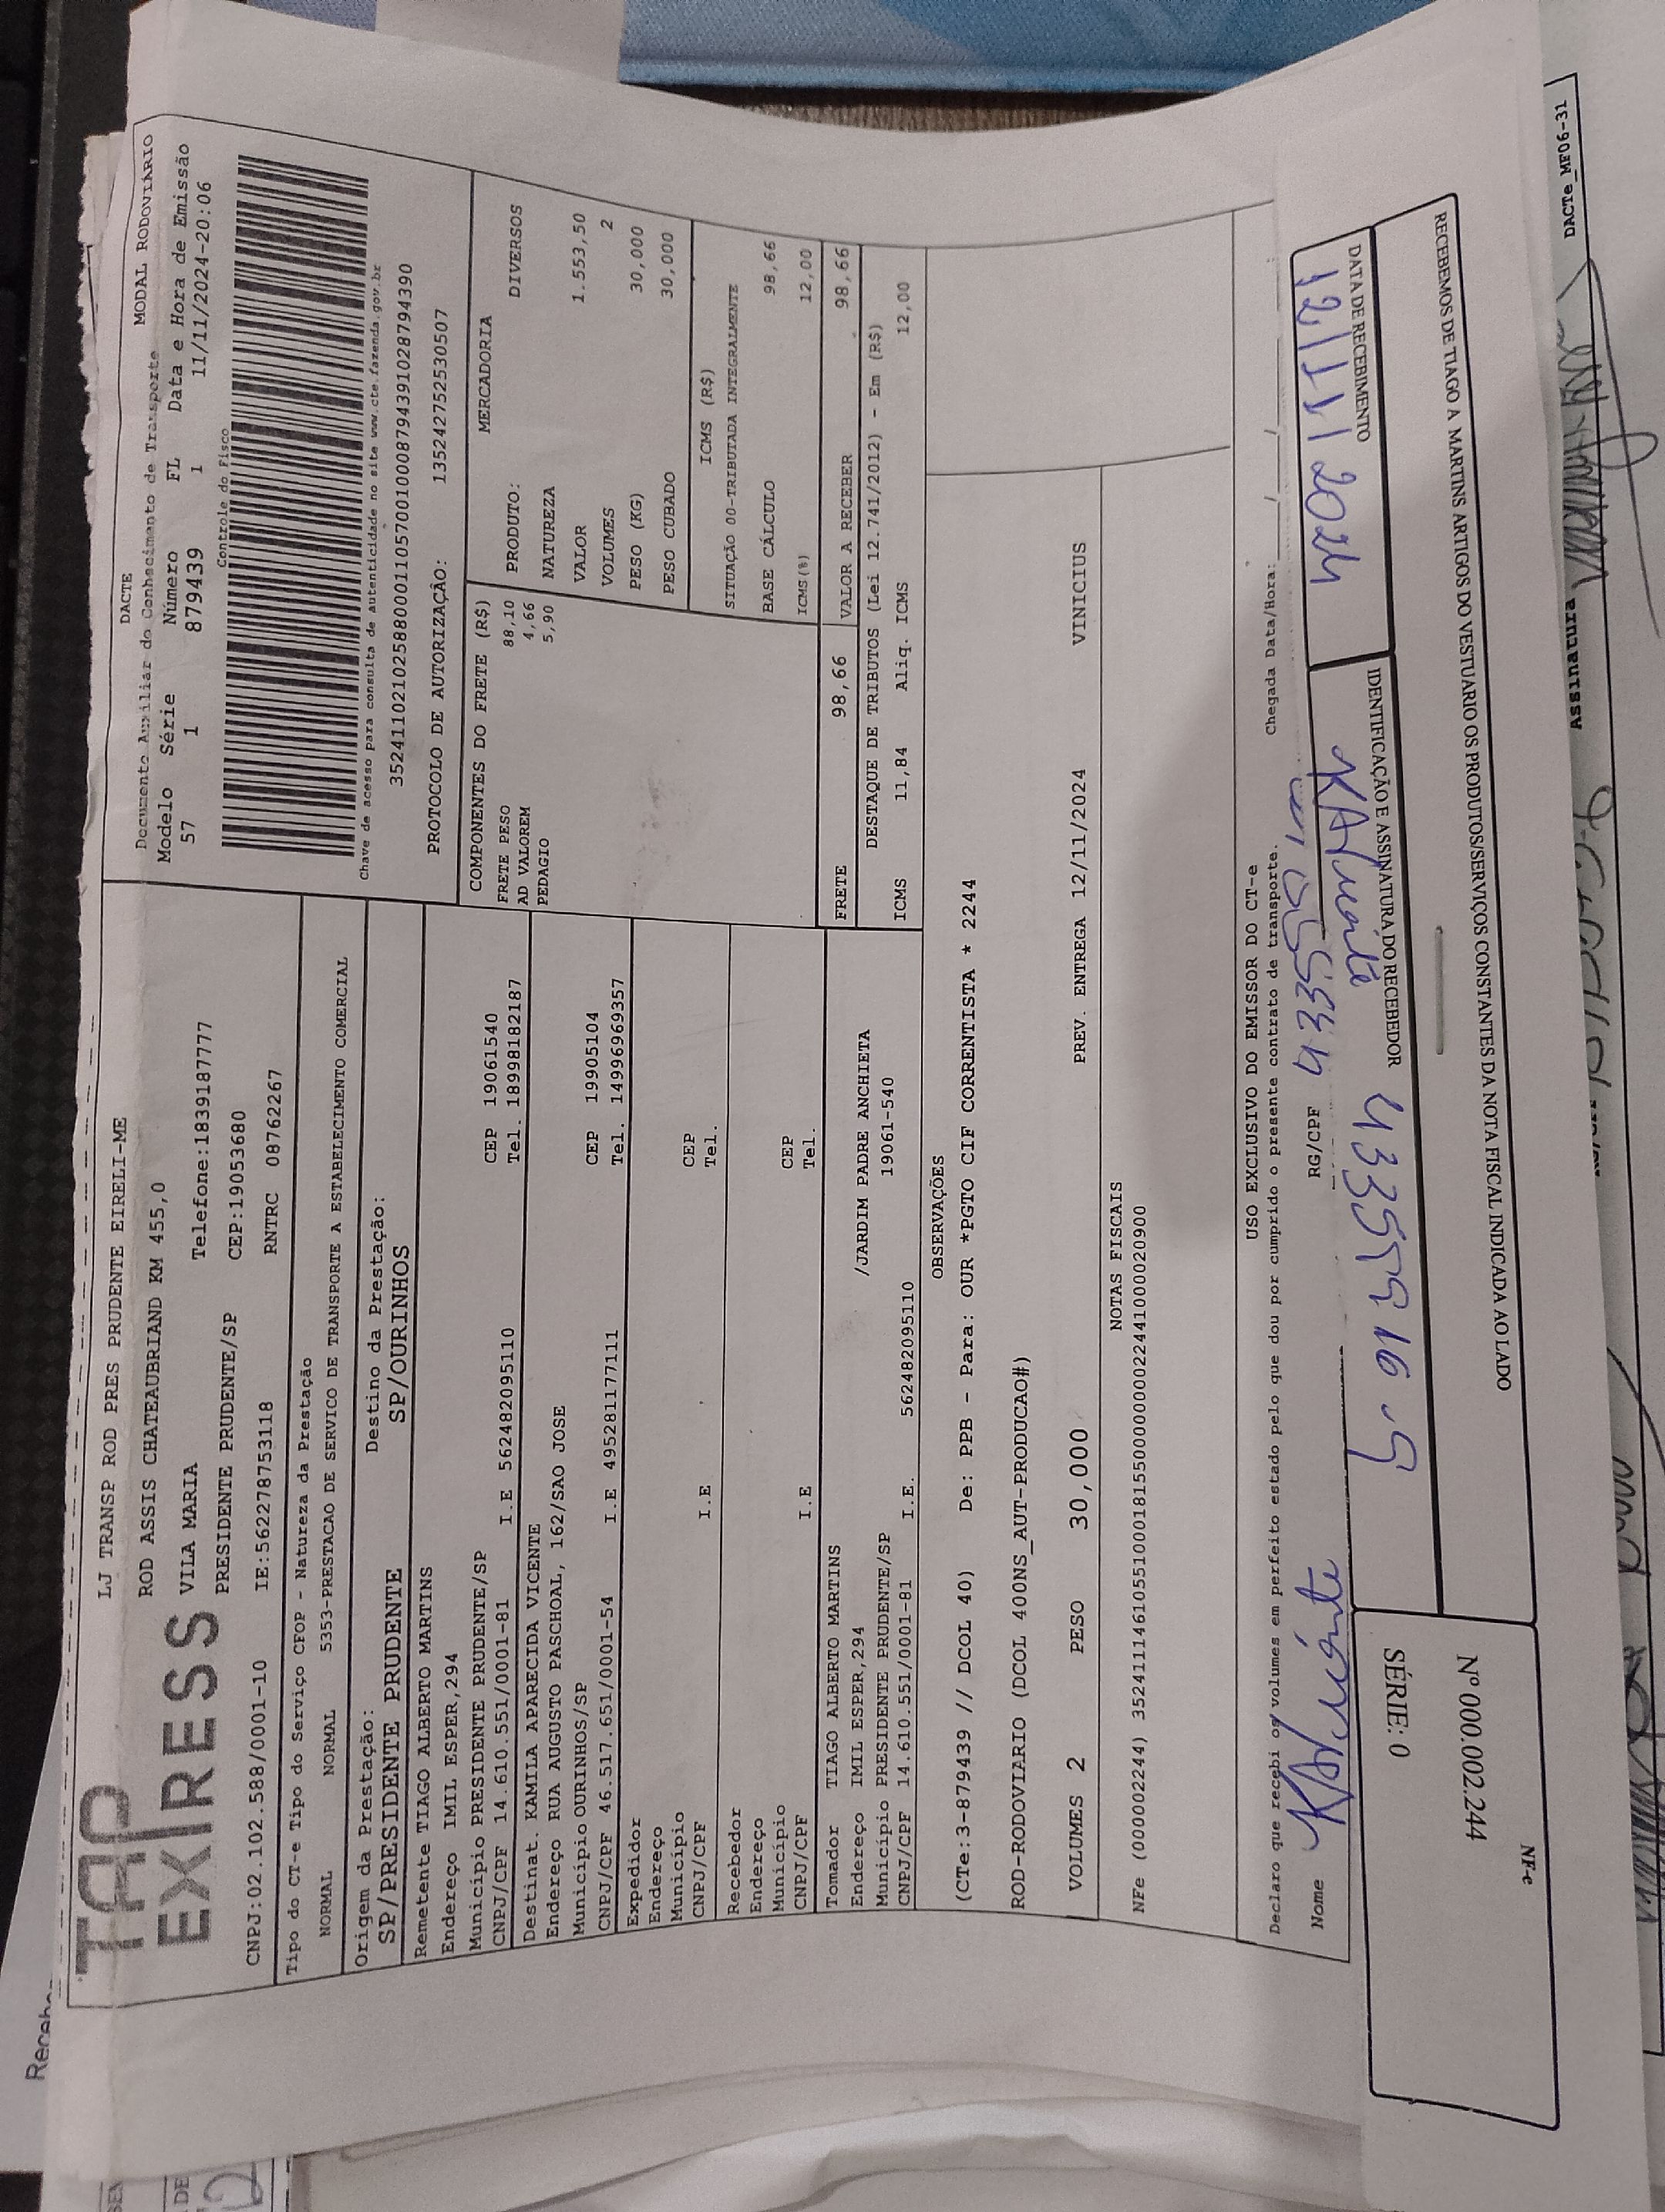 TAP
EXPRESS
LJ TRANSP ROD PRES PRUDENTE EIRELI-ME
ROD ASSIS CHATEAUBRIAND KM 455,0
VILA MARIA Telefone:1839187777
PRESIDENTE PRUDENTE/SP CEP:19053680
CNPJ:02.102.588/0001-10 IE:562278753118 RNTRC 08762267
DACTE MODAL RODOVIÁRIO
Documento Auxiliar do Conhecimento de Transporte
Modelo Série Número FL Data e Hora de Emissão
57 1 879439 1 11/11/2024-20:06
Controle do Fisco
Chave de acesso para consulta de autenticidade no site www.cte.fazenda.gov.br
35241102102588000110570010008794391028794390
PROTOCOLO DE AUTORIZAÇÃO: 135242752530507
Tipo do CT-e Tipo do Serviço CFOP - Natureza da Prestação
NORMAL NORMAL 5353-PRESTACAO DE SERVICO DE TRANSPORTE A ESTABELECIMENTO COMERCIAL
Origem da Prestação: Destino da Prestação:
SP/PRESIDENTE PRUDENTE SP/OURINHOS
Remetente TIAGO ALBERTO MARTINS
Endereço IMIL ESPER,294
Município PRESIDENTE PRUDENTE/SP CEP 19061540
CNPJ/CPF 14.610.551/0001-81 I.E 562482095110 Tel. 18998182187
Destinat. KAMILA APARECIDA VICENTE
Endereço RUA AUGUSTO PASCHOAL, 162/SAO JOSE
Município OURINHOS/SP CEP 19905104
CNPJ/CPF 46.517.651/0001-54 I.E 495281177111 Tel. 14996969357
Expedidor
Endereço
Município CEP
CNPJ/CPF I.E Tel.
Recebedor
Endereço
Município CEP
CNPJ/CPF I.E Tel.
Tomador TIAGO ALBERTO MARTINS
Endereço IMIL ESPER,294 /JARDIM PADRE ANCHIETA
Município PRESIDENTE PRUDENTE/SP 19061-540
CNPJ/CPF 14.610.551/0001-81 I.E. 562482095110
COMPONENTES DO FRETE (R$)
FRETE PESO 88,10
AD VALOREM 4,66
PEDAGIO 5,90
MERCADORIA
PRODUTO: DIVERSOS
NATUREZA
VALOR 1.553,50
VOLUMES 2
PESO (KG) 30,000
PESO CUBADO 30,000
ICMS (R$)
SITUAÇÃO 00-TRIBUTADA INTEGRALMENTE
BASE CÁLCULO 98,66
ICMS(%) 12,00
FRETE 98,66 VALOR A RECEBER 98,66
DESTAQUE DE TRIBUTOS (Lei 12.741/2012) - Em (R$)
ICMS 11,84 Aliq. ICMS 12,00
OBSERVAÇÕES
(CTe:3-879439 // DCOL 40) De: PPB - Para: OUR *PGTO CIF CORRENTISTA * 2244
ROD-RODOVIARIO (DCOL 400NS_AUT-PRODUCAO#)
VOLUMES 2 PESO 30,000 PREV. ENTREGA 12/11/2024 VINICIUS
NOTAS FISCAIS
NFe (000002244) 35241114610551000181550000000022441000020900
USO EXCLUSIVO DO EMISSOR DO CT-e
Declaro que recebi os volumes em perfeito estado pelo que dou por cumprido o presente contrato de transporte. Chegada Data/Hora: / /
Nome RG/CPF
DATA DE RECEBIMENTO
12/11/2024
IDENTIFICAÇÃO E ASSINATURA DO RECEBEDOR
RECEBEMOS DE TIAGO A MARTINS ARTIGOS DO VESTUARIO OS PRODUTOS/SERVIÇOS CONSTANTES DA NOTA FISCAL INDICADA AO LADO
NF-e
Nº 000.002.244
SÉRIE: 0
Assinatura
DACTe_MF06-31